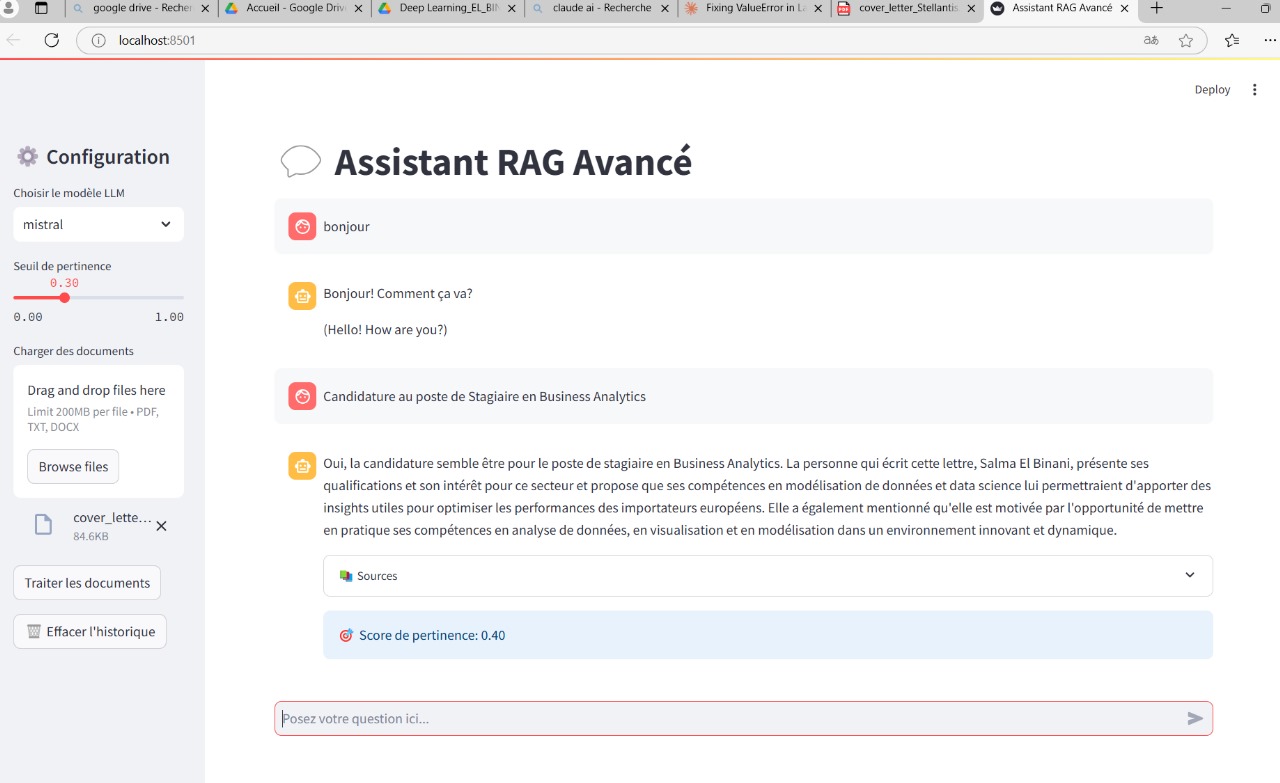 google drive - Recher
Accueil - Google Drive
Deep Learning_EL_BIN
claude ai - Recherche
Fixing ValueError in La
cover_letter_Stellantis.
Assistant RAG Avancé
localhost:8501
Deploy
Configuration
Choisir le modèle LLM
mistral
Seuil de pertinence
0.30
0.00 1.00
Charger des documents
Drag and drop files here
Limit 200MB per file • PDF,
TXT, DOCX
Browse files
cover_lette...
84.6KB
Traiter les documents
Effacer l'historique
Assistant RAG Avancé
bonjour
Bonjour! Comment ça va?
(Hello! How are you?)
Candidature au poste de Stagiaire en Business Analytics
Oui, la candidature semble être pour le poste de stagiaire en Business Analytics. La personne qui écrit cette lettre, Salma El Binani, présente ses
qualifications et son intérêt pour ce secteur et propose que ses compétences en modélisation de données et data science lui permettraient d'apporter des
insights utiles pour optimiser les performances des importateurs européens. Elle a également mentionné qu'elle est motivée par l'opportunité de mettre
en pratique ses compétences en analyse de données, en visualisation et en modélisation dans un environnement innovant et dynamique.
Sources
Score de pertinence: 0.40
Posez votre question ici...